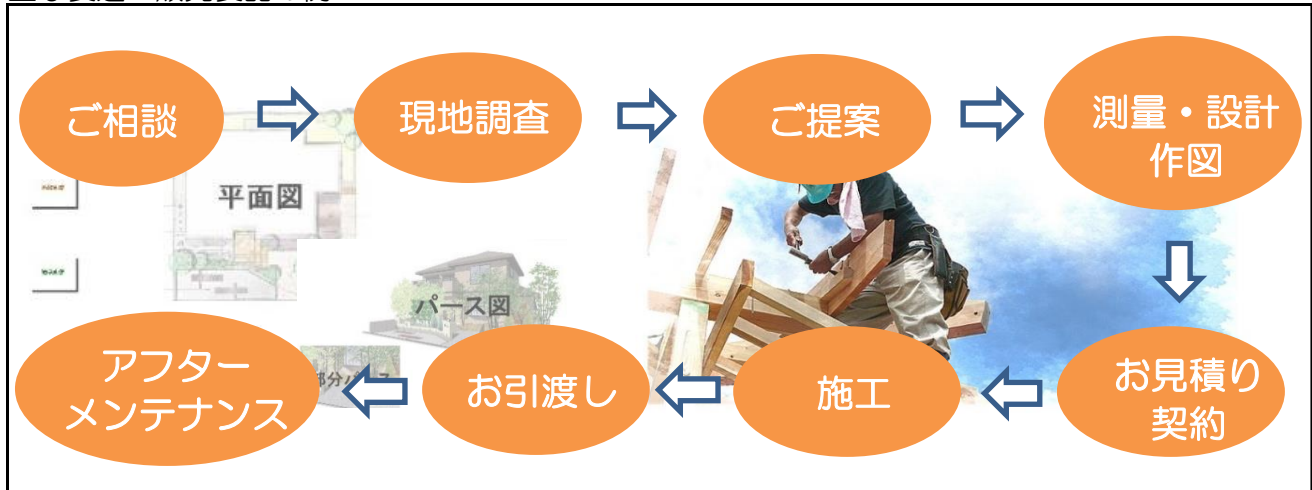 ご相談
現地調査
ご提案
測量・設計
作図
平面図
パース図
アフター
メンテナンス
お引渡し
施工
お見積り
契約